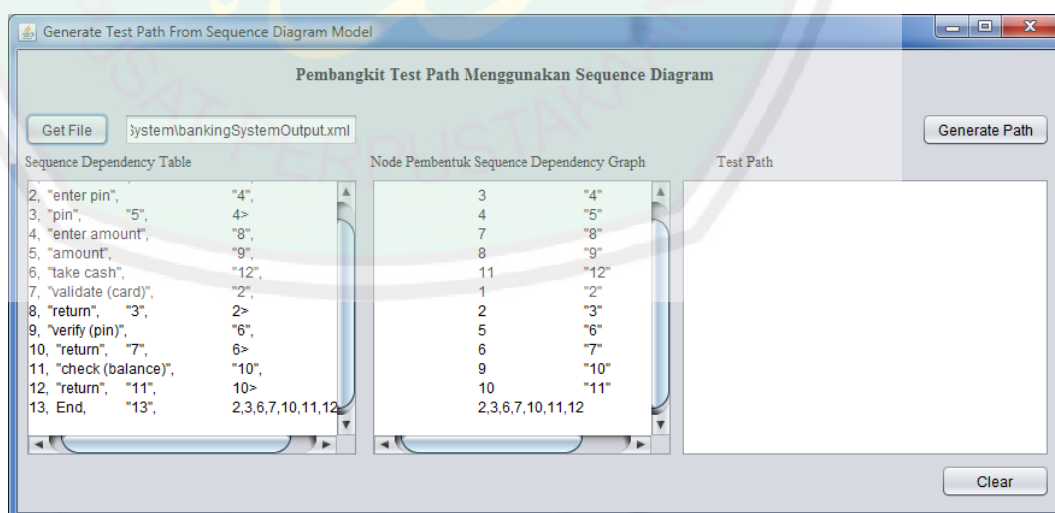 Generate Test Path From Sequence Diagram Model
Pembangkit Test Path Menggunakan Sequence Diagram
Get File
System\bankingSystemOutput.xml
Generate Path
Sequence Dependency Table
Node Pembentuk Sequence Dependency Graph
Test Path
2, "enter pin", "4",
3, "pin", "5", 4>
4, "enter amount", "8",
5, "amount", "9",
6, "take cash", "12",
7, "validate (card)", "2",
8, "return", "3", 2>
9, "verify (pin)", "6",
10, "return", "7", 6>
11, "check (balance)", "10",
12, "return", "11", 10>
13, End, "13", 2,3,6,7,10,11,12
3 "4"
4 "5"
7 "8"
8 "9"
11 "12"
1 "2"
2 "3"
5 "6"
6 "7"
9 "10"
10 "11"
2,3,6,7,10,11,12
Clear
PUSAT PERPUSTAKAAN